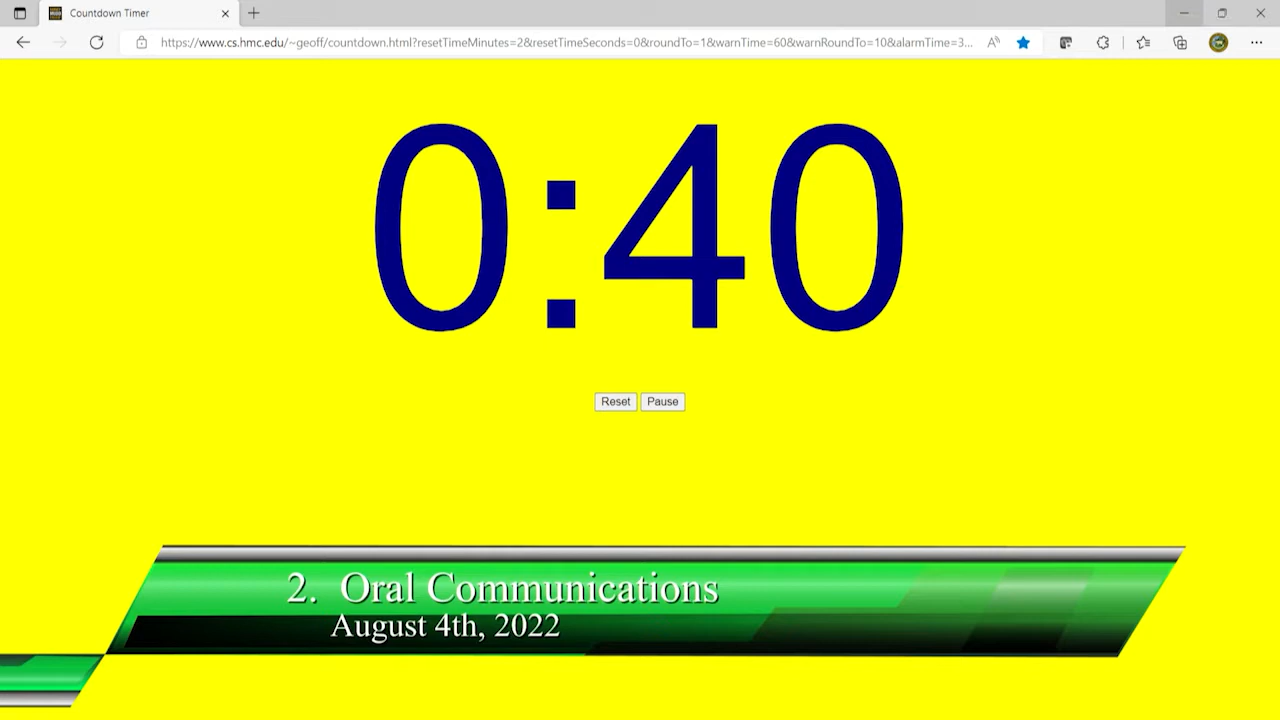 Countdown Timer
https://www.cs.hmc.edu/~geoff/countdown.html?resetTimeMinutes=2&resetTimeSeconds=0&roundTo=1&warnTime=60&warnRoundTo=10&alarmTime=3...
0:40
Reset Pause
2. Oral Communications
August 4th, 2022